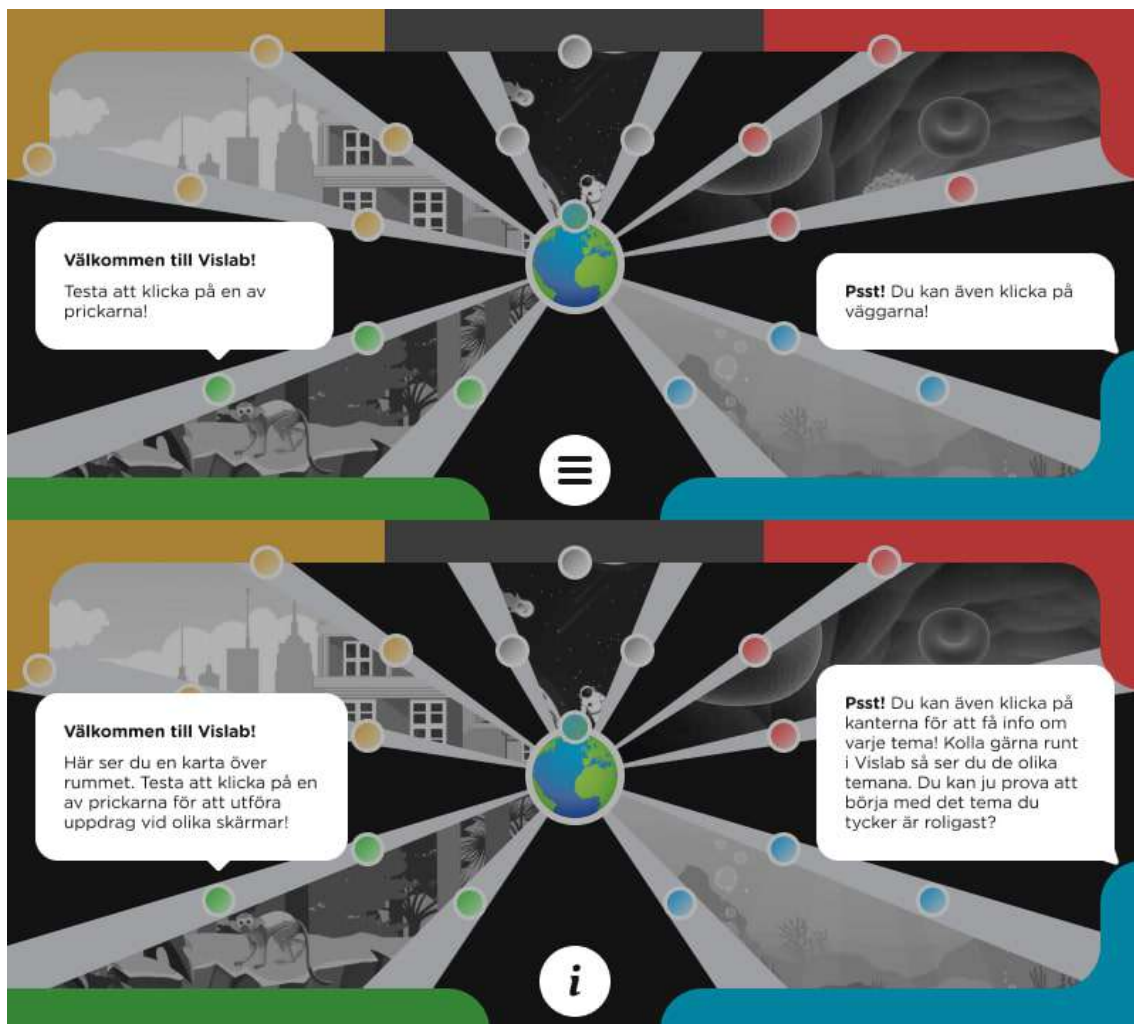 Välkommen till Vislab!
Testa att klicka på en av
prickarna!
Psst! Du kan även klicka på
väggarna!
Välkommen till Vislab!
Här ser du en karta över
rummet. Testa att klicka på en
av prickarna för att utföra
uppdrag vid olika skärmar!
Psst! Du kan även klicka på
kanterna för att få info om
varje tema! Kolla gärna runt
i Vislab så ser du de olika
temana. Du kan ju prova att
börja med det tema du
tycker är roligast?
i